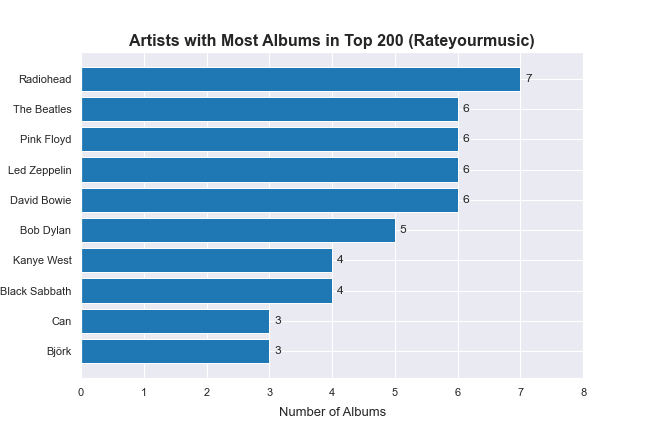 Artists with Most Albums in Top 200 (Rateyourmusic)
Radiohead 7
The Beatles 6
Pink Floyd 6
Led Zeppelin 6
David Bowie 6
Bob Dylan 5
Kanye West 4
Black Sabbath 4
Can 3
Björk 3
0 1 2 3 4 5 6 7 8
Number of Albums